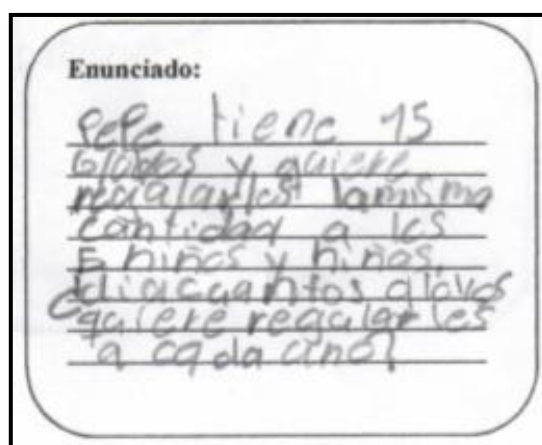 Enunciado:
Pepe tiene 15
Globos y quiere
regalarles la misma
cantidad a los
5 niños y niñas
cuantos glovos
quiere regalarles
a cada uno?